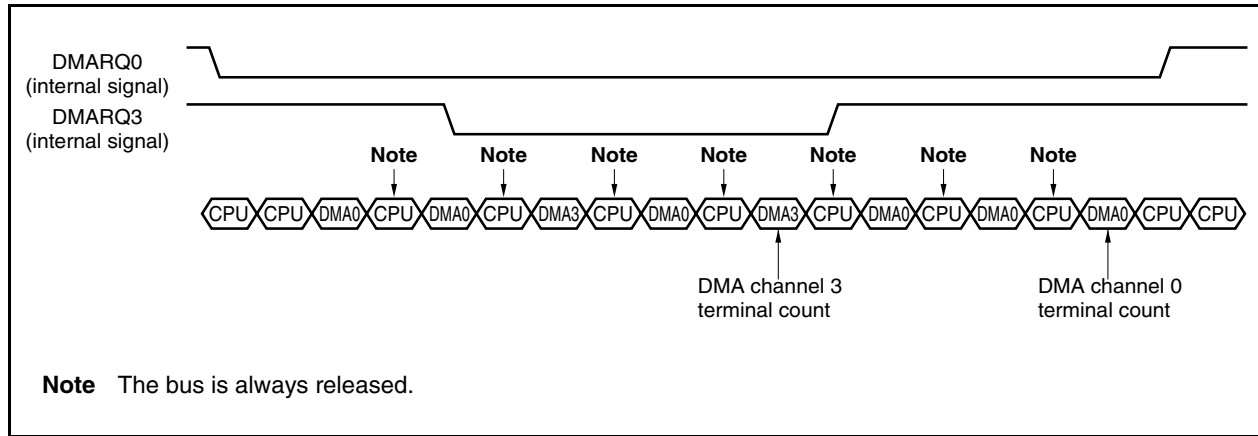 DMARQ0
(internal signal)
DMARQ3
(internal signal)
Note Note Note Note Note Note Note
CPU CPU DMA0 CPU DMA0 CPU DMA3 CPU DMA0 CPU DMA3 CPU DMA0 CPU DMA0 CPU DMA0 CPU CPU
DMA channel 3
terminal count
DMA channel 0
terminal count
Note The bus is always released.